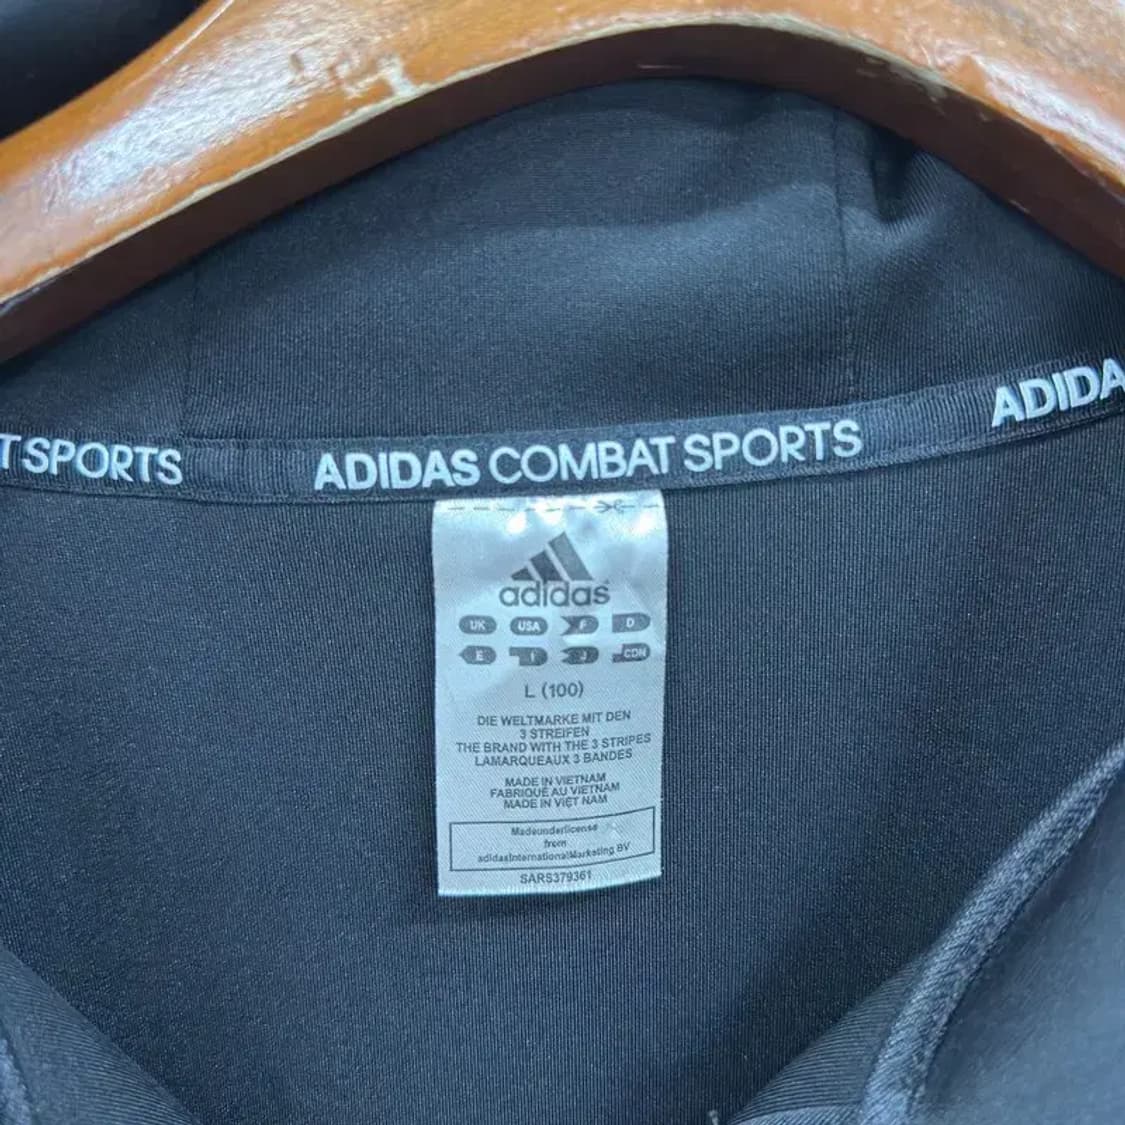 T SPORTS
ADIDAS COMBAT SPORTS
ADIDA
adidas
UK USA F D
E I J CDN
L (100)
DIE WELTMARKE MIT DEN
3 STREIFEN
THE BRAND WITH THE 3 STRIPES
LAMARQUEAUX 3 BANDES
MADE IN VIETNAM
FABRIQUÉ AU VIETNAM
MADE IN VIỆT NAM
Madeunderlicense
from
adidasInternationalMarketing BV
SARS379361